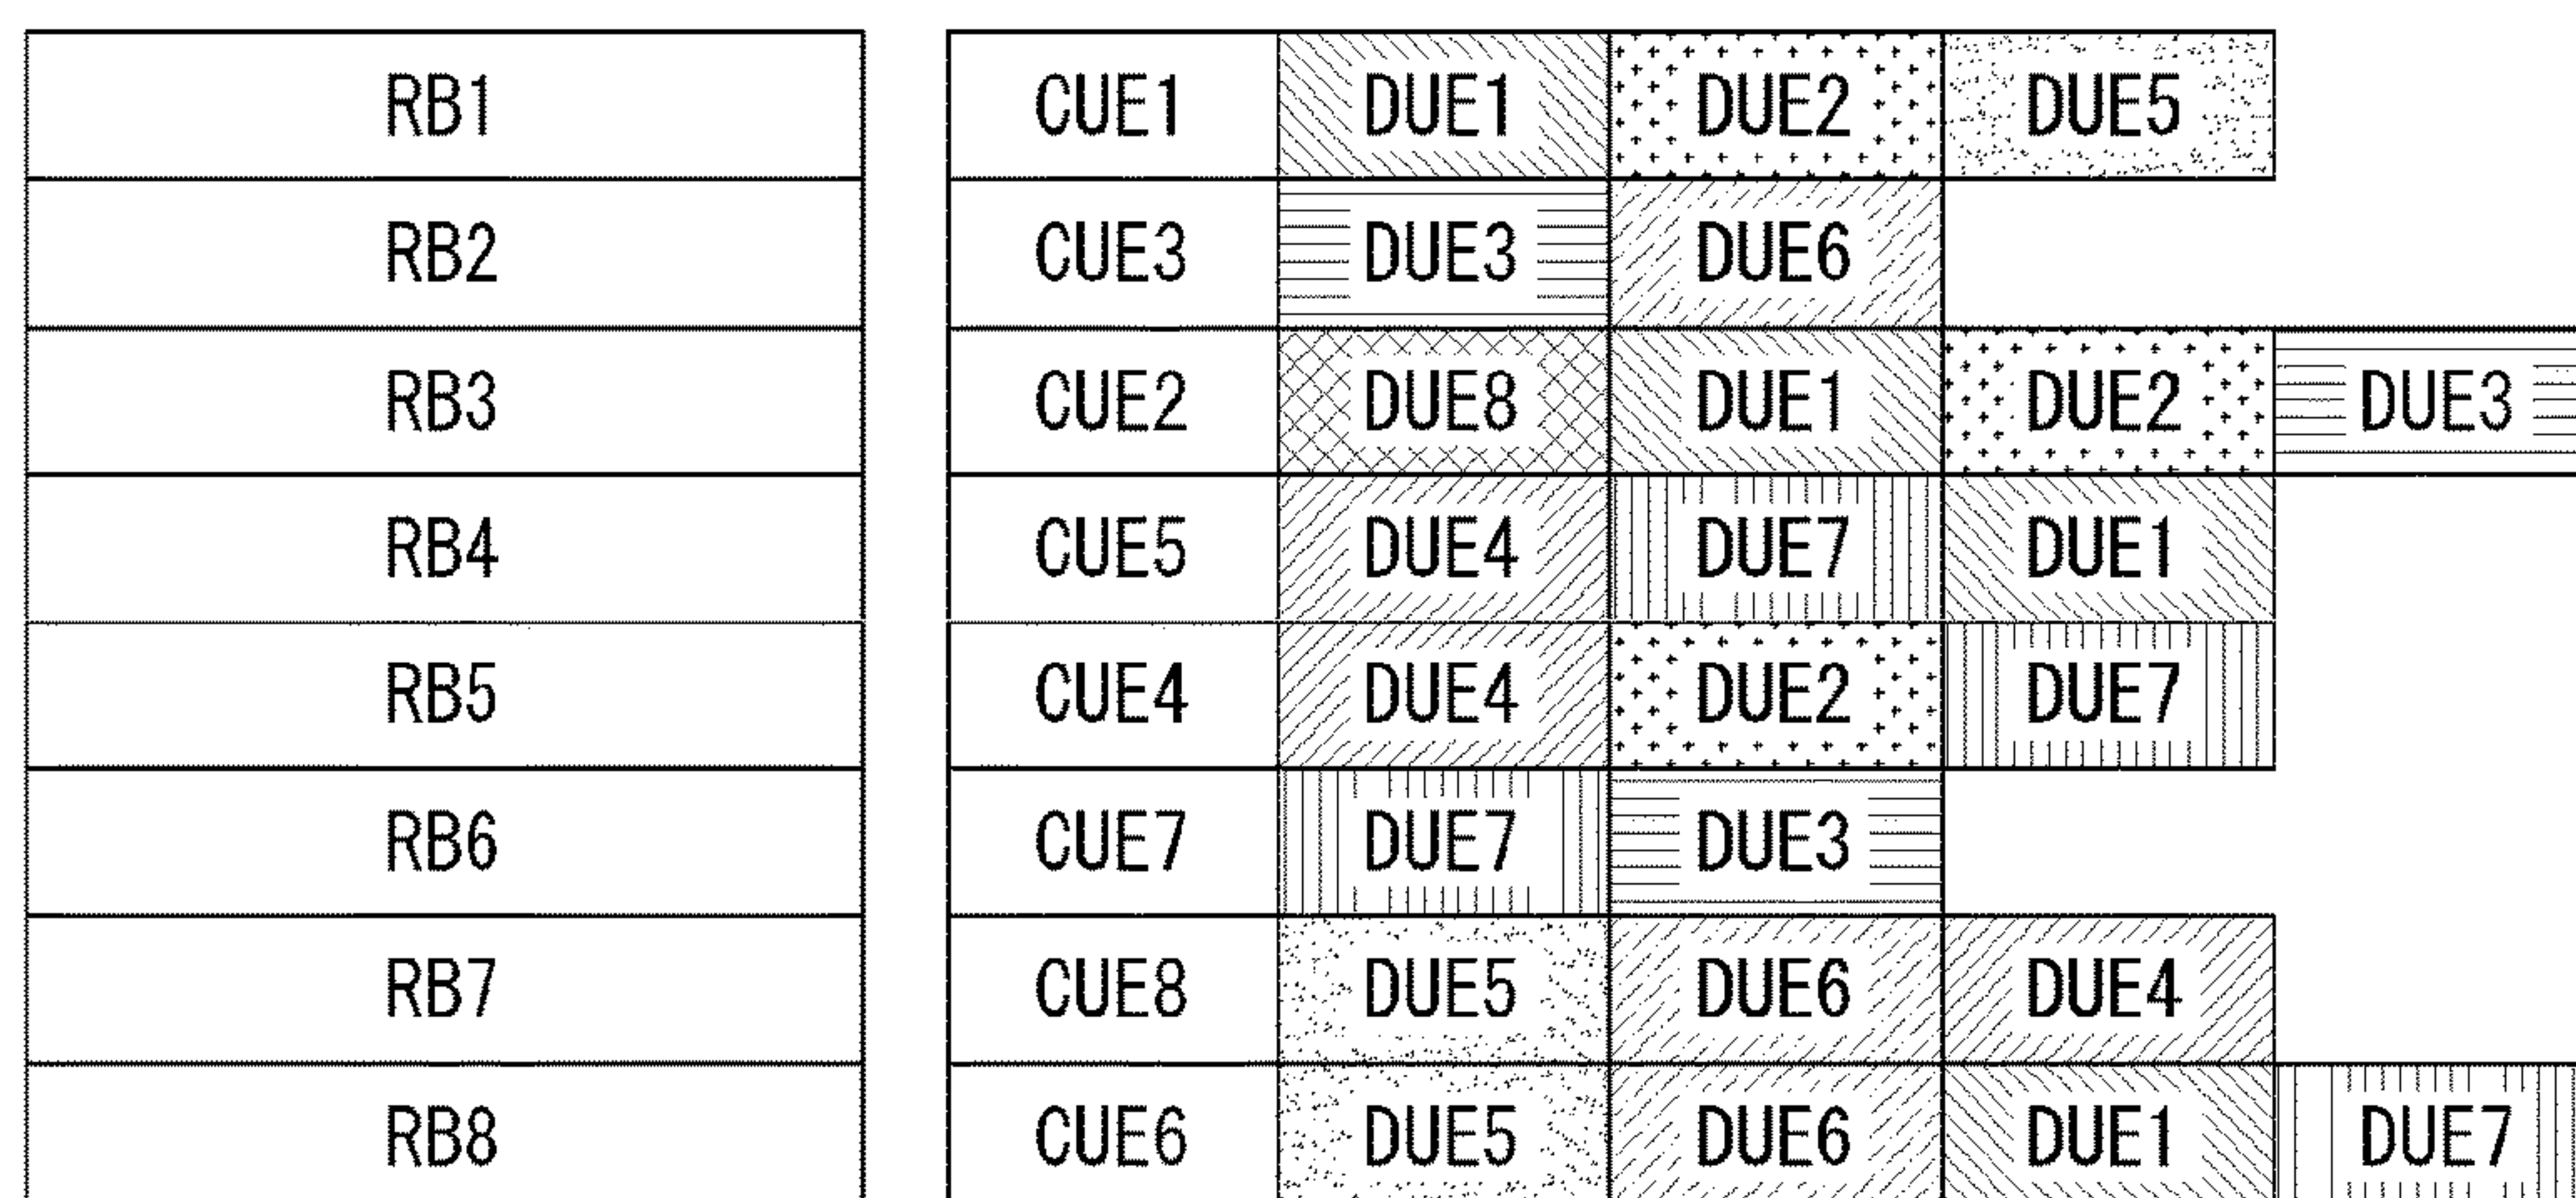 RB1 CUE1 DUE1 DUE2 DUE5
RB2 CUE3 DUE3 DUE6
RB3 CUE2 DUE8 DUE1 DUE2 DUE3
RB4 CUE5 DUE4 DUE7 DUE1
RB5 CUE4 DUE4 DUE2 DUE7
RB6 CUE7 DUE7 DUE3
RB7 CUE8 DUE5 DUE6 DUE4
RB8 CUE6 DUE5 DUE6 DUE1 DUE7